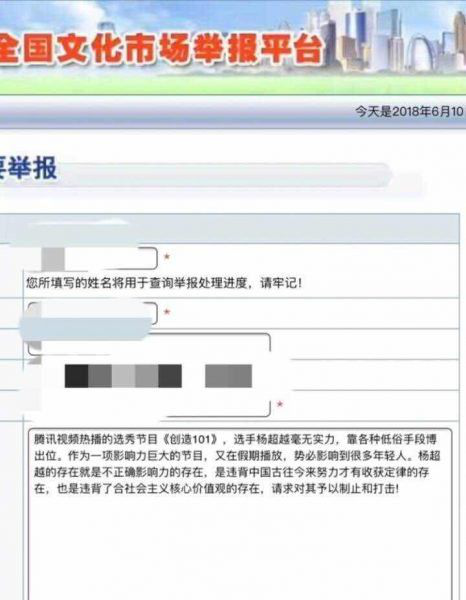 全国文化市场举报平台
今天是2018年6月10
要举报
*
您所填写的姓名将用于查询举报处理进度，请牢记！
*
*
腾讯视频热播的选秀节目《创造101》，选手杨超越毫无实力，靠各种低俗手段博
出位。作为一项影响力巨大的节目，又在假期播放，势必影响到很多年轻人。杨超
越的存在就是不正确影响力的存在，是违背中国古往今来努力才有收获定律的存
在，也是违背了合社会主义核心价值观的存在，请求对其予以制止和打击!